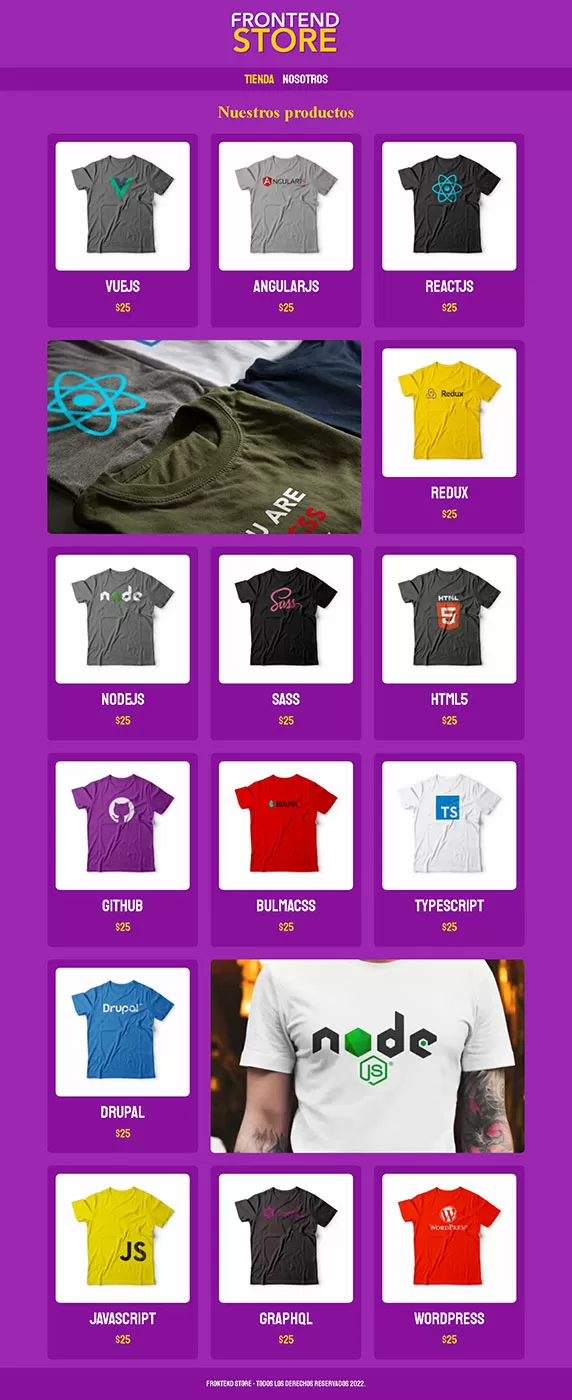 FRONTEND
STORE
TIENDA NOSOTROS
Nuestros productos
VUEJS
$25
ANGULARJS
ANGULARJS
$25
REACTJS
$25
U ARE
Redux
REDUX
$25
node
NODEJS
$25
Sass
SASS
$25
HTML
5
HTML5
$25
GITHUB
$25
BULMA
BULMACSS
$25
TS
TYPESCRIPT
$25
Drupal
DRUPAL
$25
node
JS
JS
JAVASCRIPT
$25
GRAPHQL
$25
WORDPRESS
WORDPRESS
$25
FRONTEND STORE - TODOS LOS DERECHOS RESERVADOS 2022.